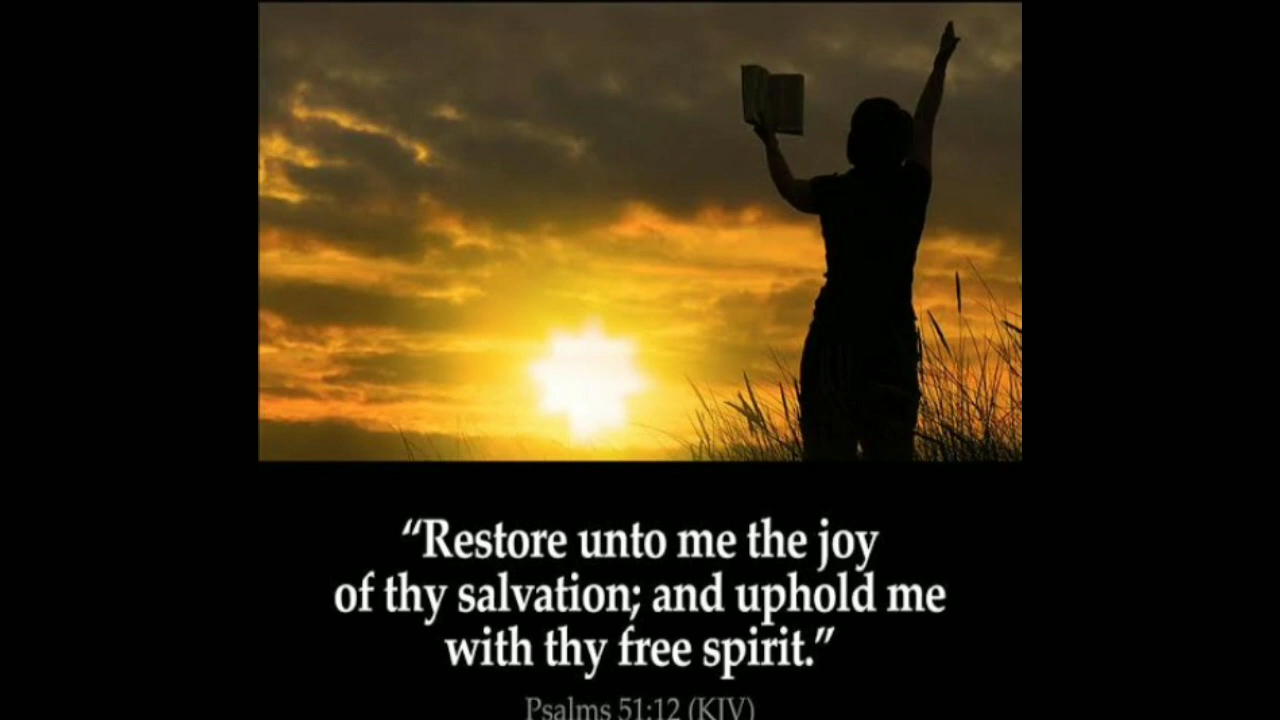 “Restore unto me the joy
of thy salvation; and uphold me
with thy free spirit.”
Psalms 51:12 (KJV)